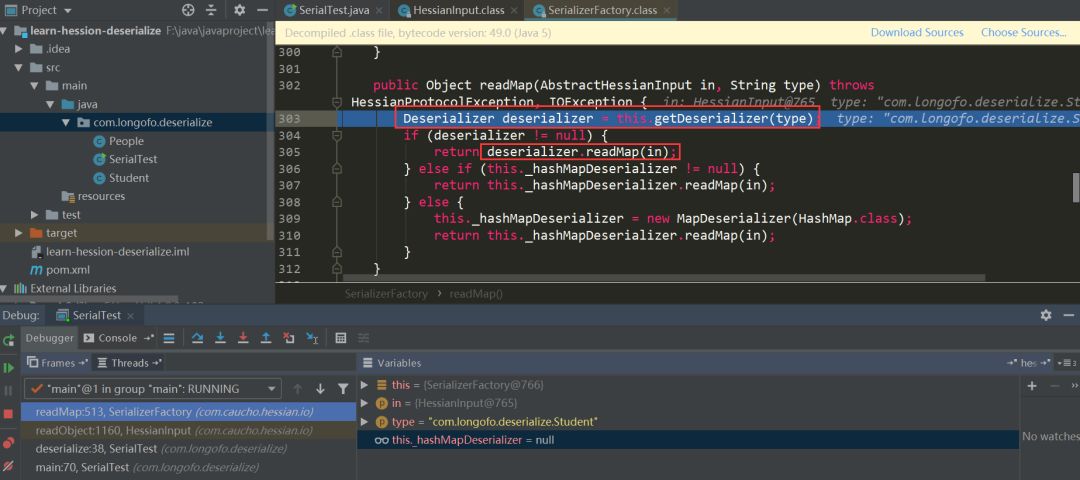 Project
SerialTest.java
HessianInput.class
SerializerFactory.class
learn-hession-deserialize F:\java\javaproject\lea
.idea
src
main
java
com.longofo.deserialize
People
SerialTest
Student
resources
test
target
learn-hession-deserialize.iml
pom.xml
External Libraries
Decompiled .class file, bytecode version: 49.0 (Java 5)
Download Sources
Choose Sources...
300 }
301
302 public Object readMap(AbstractHessianInput in, String type) throws
HessianProtocolException, IOException { in: HessianInput@765 type: "com.longofo.deserialize.St
303 Deserializer deserializer = this.getDeserializer(type) type: "com.longofo.deserialize.S
304 if (deserializer != null) {
305 return deserializer.readMap(in);
306 } else if (this._hashMapDeserializer != null) {
307 return this._hashMapDeserializer.readMap(in);
308 } else {
309 this._hashMapDeserializer = new MapDeserializer(HashMap.class);
310 return this._hashMapDeserializer.readMap(in);
311 }
312 }
SerializerFactory › readMap()
Debug: SerialTest
Debugger Console
Frames Threads
"main"@1 in group "main": RUNNING
readMap:513, SerializerFactory (com.caucho.hessian.io)
readObject:1160, HessianInput (com.caucho.hessian.io)
deserialize:38, SerialTest (com.longofo.deserialize)
main:70, SerialTest (com.longofo.deserialize)
Variables
this = {SerializerFactory@766}
in = {HessianInput@765}
type = "com.longofo.deserialize.Student"
this._hashMapDeserializer = null
hes
3
No watches